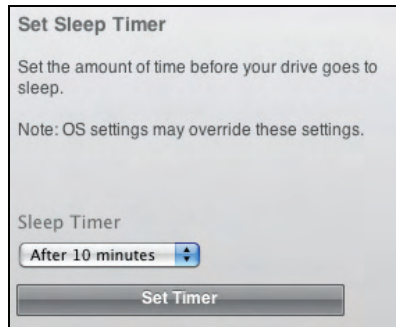 Set Sleep Timer
Set the amount of time before your drive goes to
sleep.
Note: OS settings may override these settings.
Sleep Timer
After 10 minutes
Set Timer